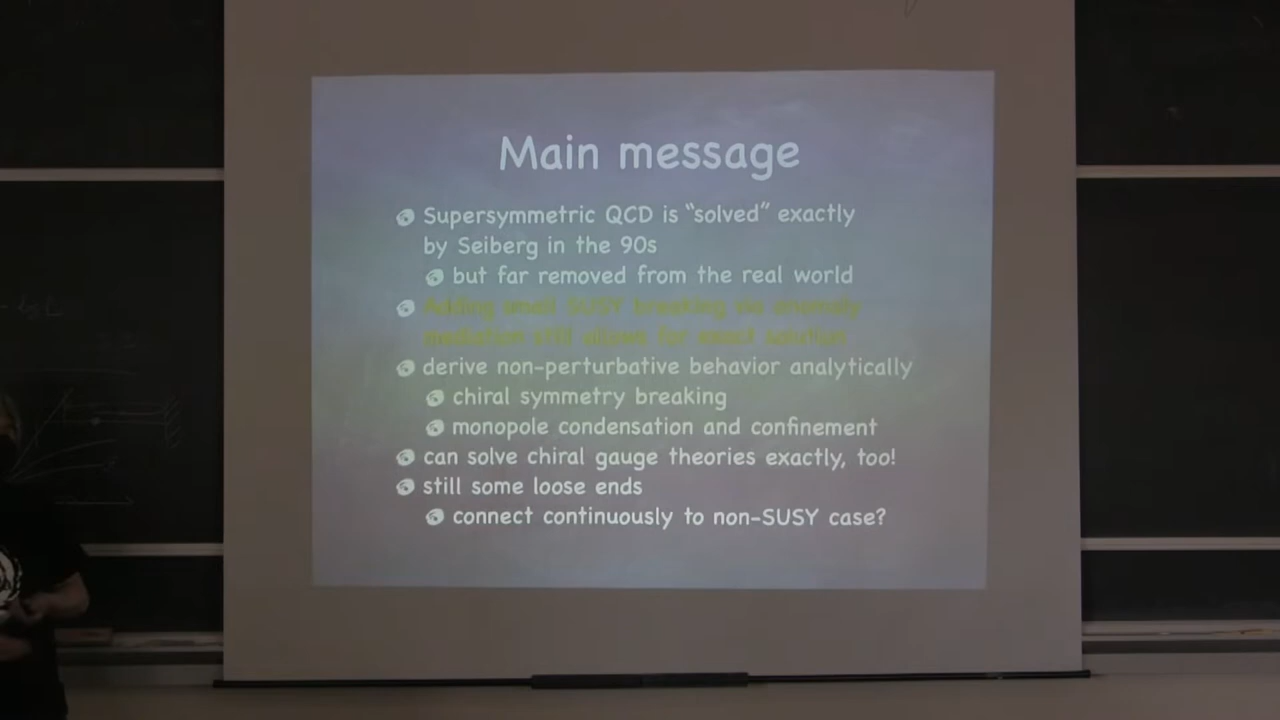 Main message
Supersymmetric QCD is “solved” exactly
by Seiberg in the 90s
but far removed from the real world
Adding small SUSY breaking via anomaly
mediation still allows for exact solution
derive non-perturbative behavior analytically
chiral symmetry breaking
monopole condensation and confinement
can solve chiral gauge theories exactly, too!
still some loose ends
connect continuously to non-SUSY case?